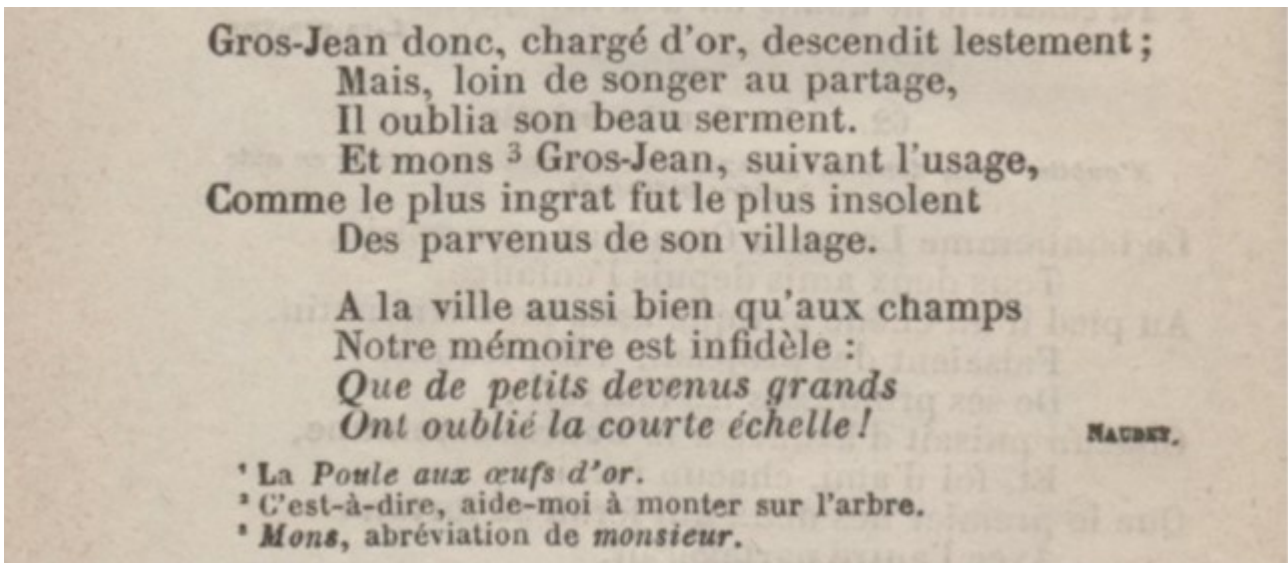 Gros-Jean donc, chargé d'or, descendit lestement;
Mais, loin de songer au partage,
Il oublia son beau serment.
Et mons ³ Gros-Jean, suivant l'usage,
Comme le plus ingrat fut le plus insolent
Des parvenus de son village.
A la ville aussi bien qu'aux champs
Notre mémoire est infidèle :
Que de petits devenus grands
Ont oublié la courte échelle! NAUDET.
¹ La Poule aux œufs d'or.
² C'est-à-dire, aide-moi à monter sur l'arbre.
³ Mons, abréviation de monsieur.